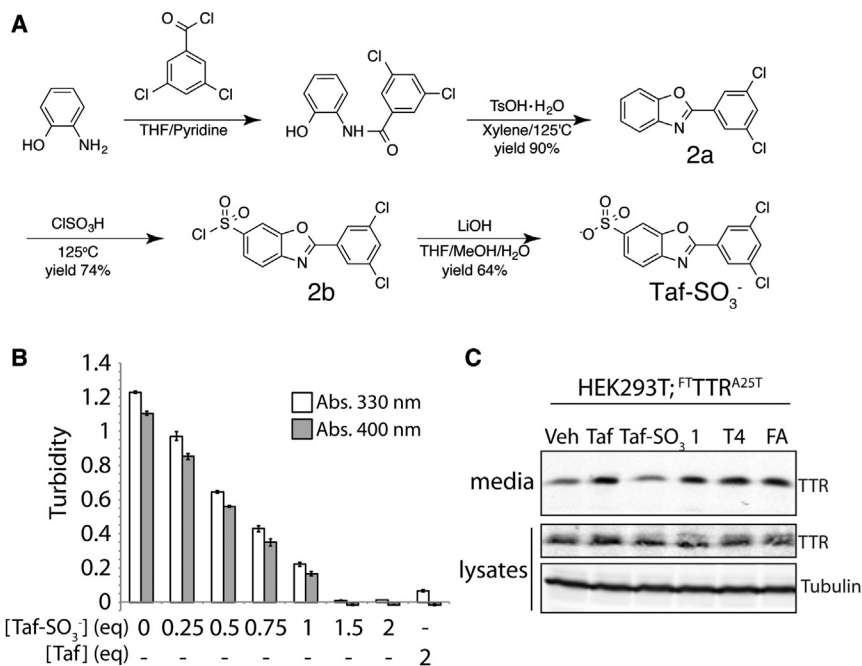 A
O
Cl
Cl
Cl
HO
NH2
THF/Pyridine
HO
NH
O
Cl
Cl
TsOH·H2O
Xylene/125℃
yield 90%
O
N
Cl
Cl
2a
ClSO3H
125°C
yield 74%
O
O
S
Cl
O
N
Cl
Cl
2b
LiOH
THF/MeOH/H2O
yield 64%
O
O
S
-O
O
N
Cl
Cl
Taf-SO3-
B
1.4
1.2
1
0.8
0.6
0.4
0.2
0
Turbidity
Abs. 330 nm
Abs. 400 nm
[Taf-SO3-] (eq) 0 0.25 0.5 0.75 1 1.5 2 -
[Taf] (eq) - - - - - - - 2
C
HEK293T; FTTTRA25T
Veh Taf Taf-SO3 1 T4 FA
media
TTR
lysates
TTR
Tubulin